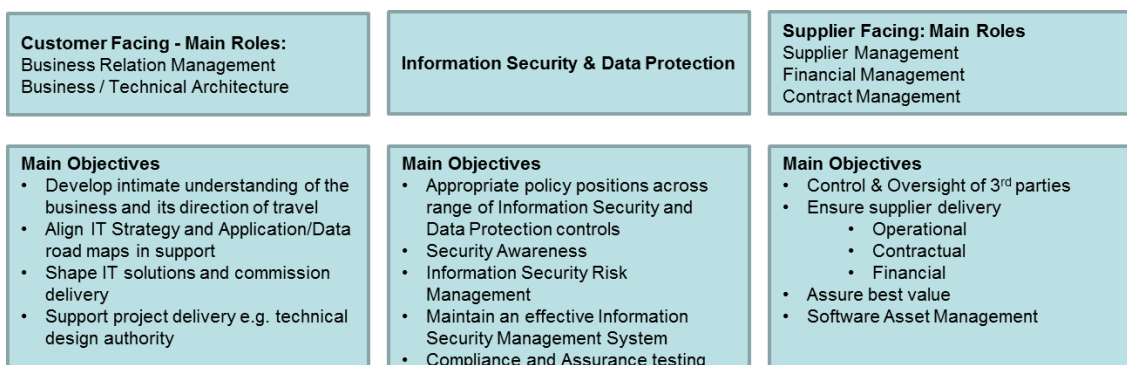 Customer Facing - Main Roles:
Business Relation Management
Business / Technical Architecture
Information Security & Data Protection
Supplier Facing: Main Roles
Supplier Management
Financial Management
Contract Management
Main Objectives
• Develop intimate understanding of the
business and its direction of travel
• Align IT Strategy and Application/Data
road maps in support
• Shape IT solutions and commission
delivery
• Support project delivery e.g. technical
design authority
Main Objectives
• Appropriate policy positions across
range of Information Security and
Data Protection controls
• Security Awareness
• Information Security Risk
Management
• Maintain an effective Information
Security Management System
• Compliance and Assurance testing
Main Objectives
• Control & Oversight of 3rd parties
• Ensure supplier delivery
• Operational
• Contractual
• Financial
• Assure best value
• Software Asset Management